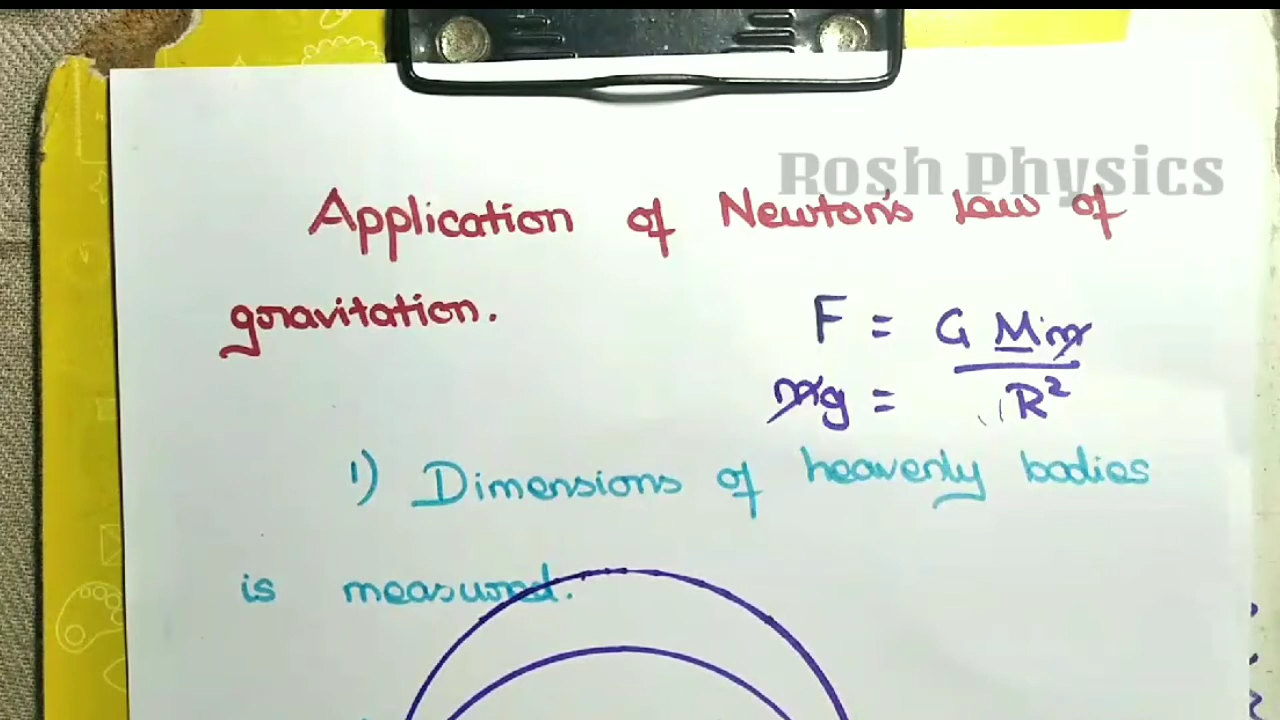 Rosh Physics
Application of Newton's Law of
gravitation.
F = G Mm
mg = R²
1) Dimensions of heavenly bodies
is measured.